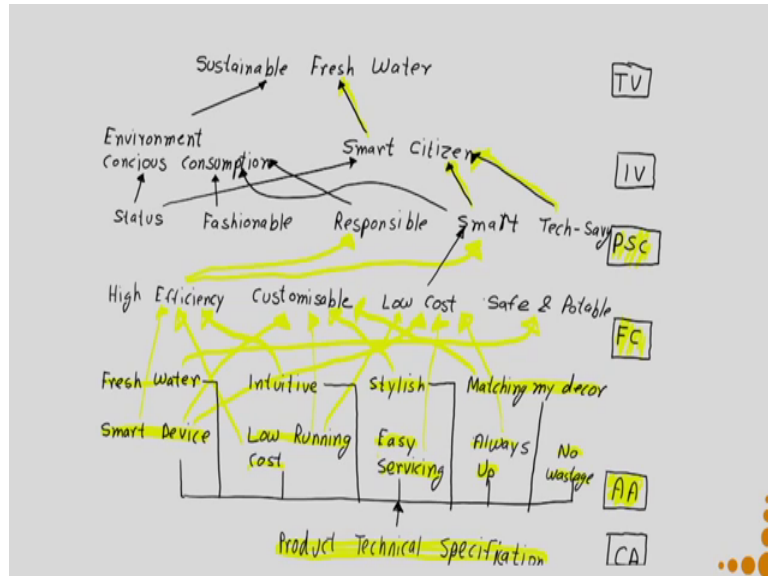 Sustainable Fresh Water
TV
Environment
Concious Consumption
Smart Citizen
IV
Status Fashionable Responsible Smart Tech-Savy
PSC
High Efficiency Customisable Low Cost Safe & Potable
FC
Fresh Water Intuitive Stylish Matching my decor
Smart Device Low Running Easy Always No
Cost Servicing Up Wastage
AA
Product Technical Specification
CA